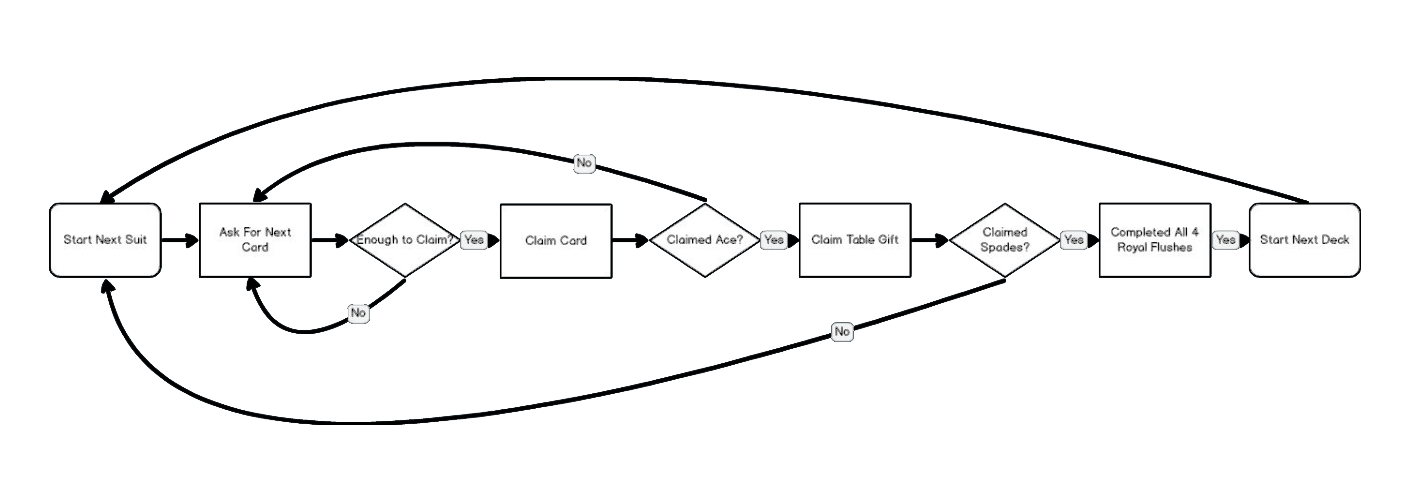 No
Start Next Suit
Ask For Next
Card
Enough to Claim?
Yes
Claim Card
Claimed Ace?
Yes
Claim Table Gift
Claimed
Spades?
Yes
Completed All 4
Royal Flushes
Yes
Start Next Deck
No
No